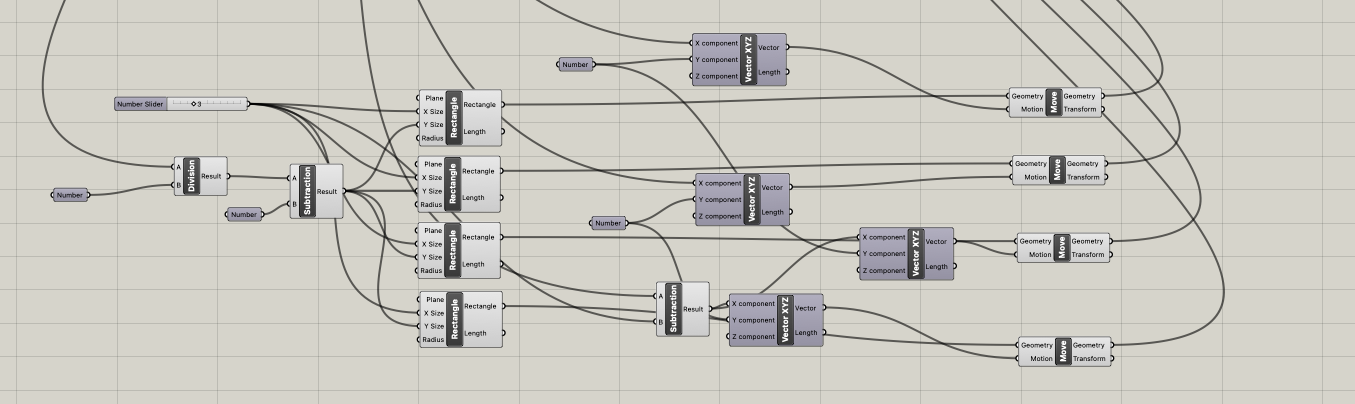 X component
Y component
Z component
Vector XYZ
Vector
Length
Number
Number Slider
3
Plane
X Size
Y Size
Radius
Rectangle
Rectangle
Length
Geometry
Motion
Move
Geometry
Transform
A
B
Division
Result
Number
A
B
Subtraction
Result
Number
Plane
X Size
Y Size
Radius
Rectangle
Rectangle
Length
Geometry
Motion
Move
Geometry
Transform
X component
Y component
Z component
Vector XYZ
Vector
Length
Number
Plane
X Size
Y Size
Radius
Rectangle
Rectangle
Length
X component
Y component
Z component
Vector XYZ
Vector
Length
Geometry
Motion
Move
Geometry
Transform
Plane
X Size
Y Size
Radius
Rectangle
Rectangle
Length
A
B
Subtraction
Result
X component
Y component
Z component
Vector XYZ
Vector
Length
Geometry
Motion
Move
Geometry
Transform